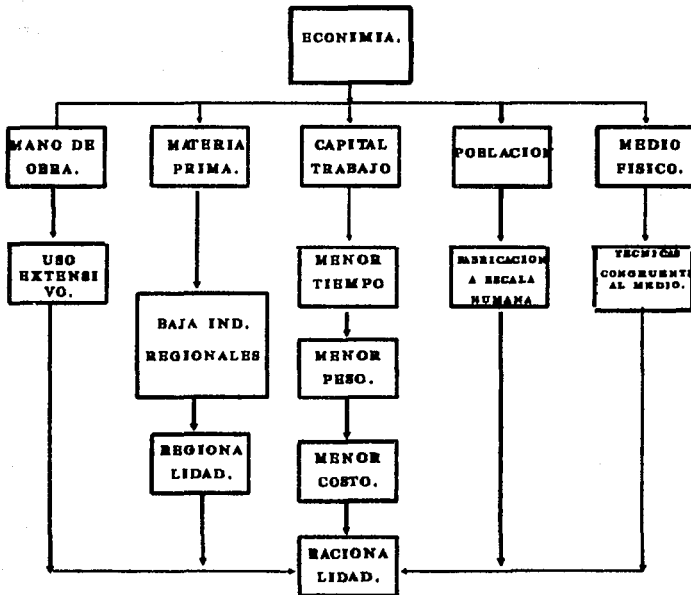 ECONIMIA.
MANO DE
OBRA.
MATERIA
PRIMA.
CAPITAL
TRABAJO
POBLACION
MEDIO
FISICO.
USO
EXTENSI
VO.
BAJA IND.
REGIONALES
REGIONA
LIDAD.
MENOR
TIEMPO
MENOR
PESO.
MENOR
COSTO.
FABRICACION
A ESCALA
HUMANA
TECNICAS
CONGRUENTE
AL MEDIO.
RACIONA
LIDAD.